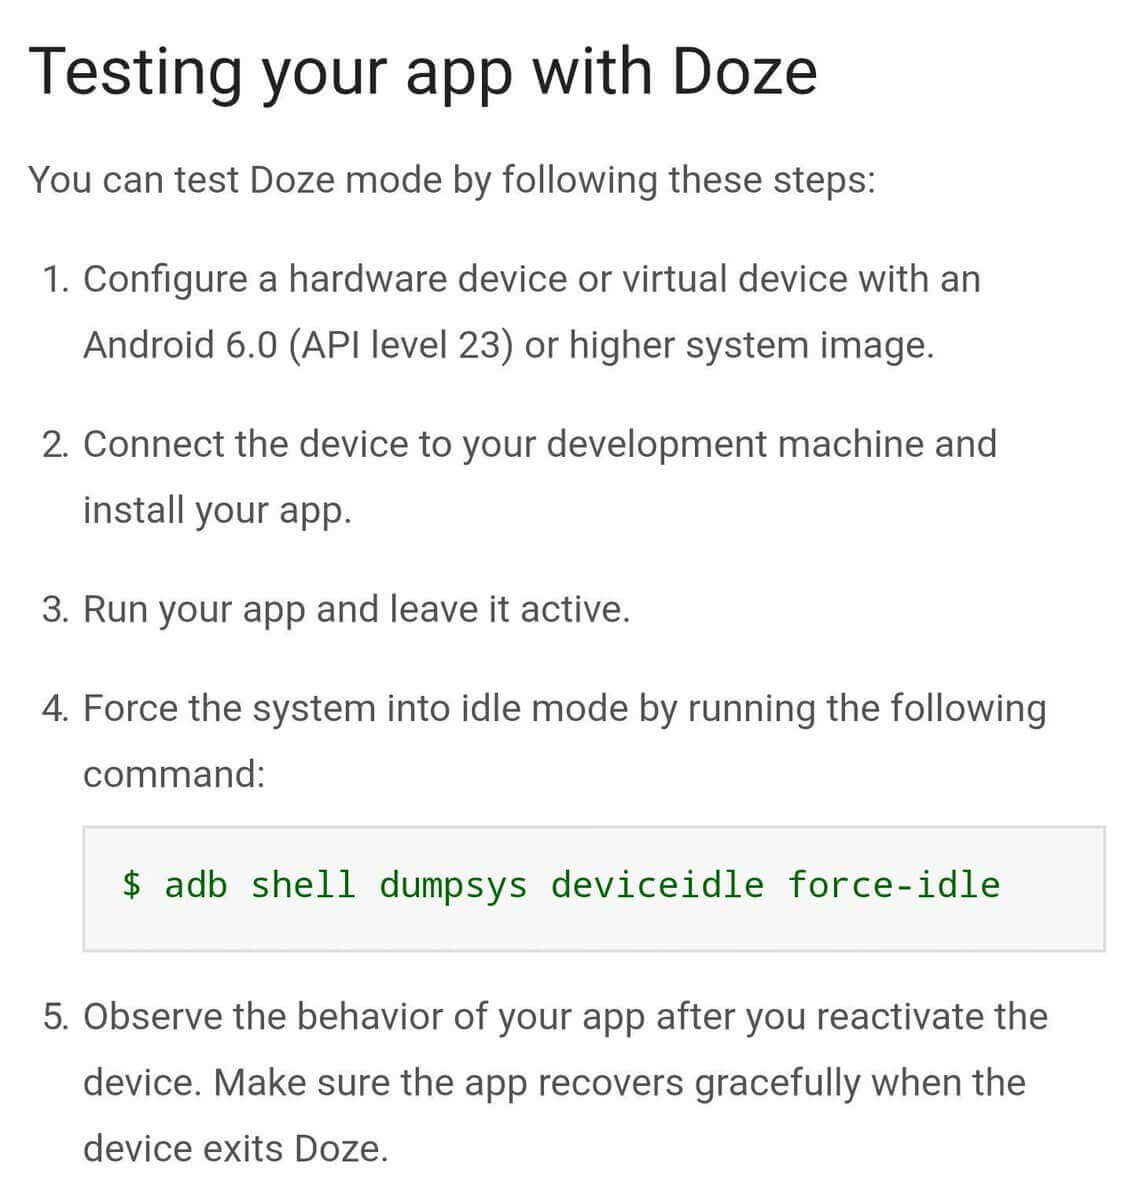 Testing your app with Doze
You can test Doze mode by following these steps:
1. Configure a hardware device or virtual device with an
Android 6.0 (API level 23) or higher system image.
2. Connect the device to your development machine and
install your app.
3. Run your app and leave it active.
4. Force the system into idle mode by running the following
command:
$ adb shell dumpsys deviceidle force-idle
5. Observe the behavior of your app after you reactivate the
device. Make sure the app recovers gracefully when the
device exits Doze.